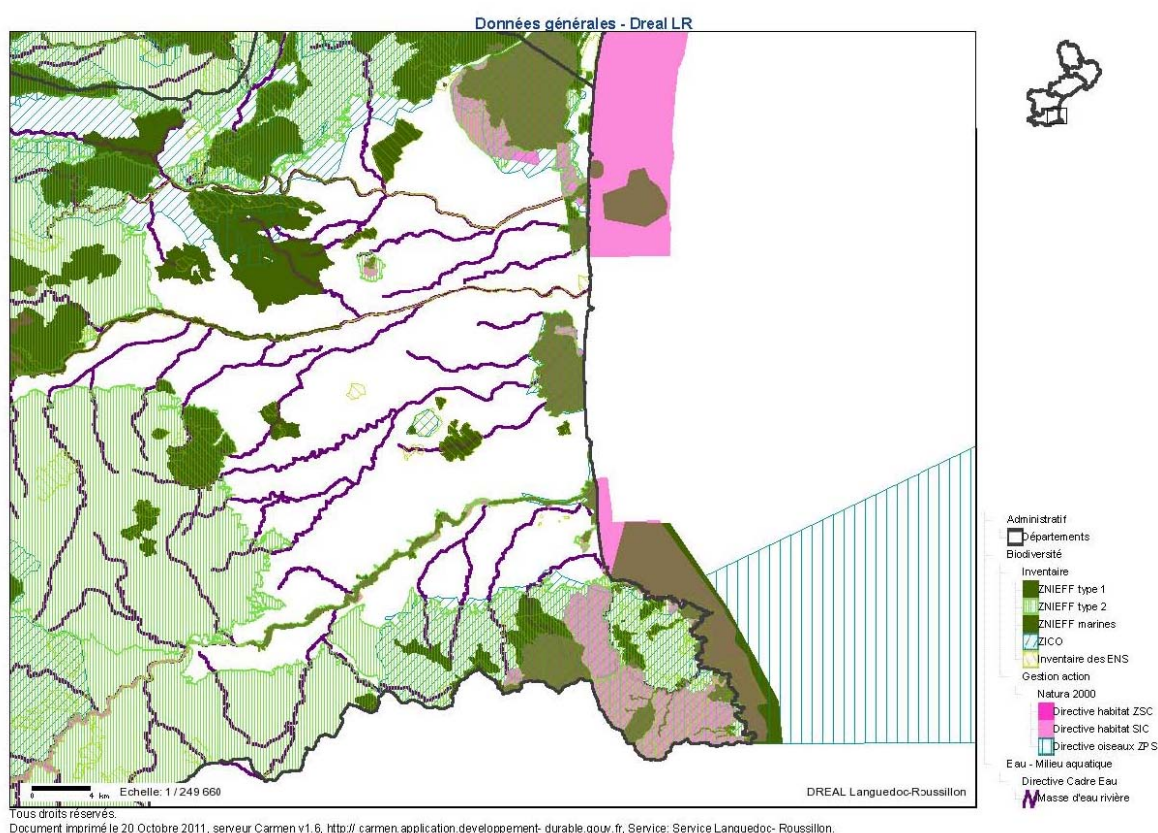 Données générales - Dreal LR
Administratif
Départements
Biodiversité
Inventaire
ZNIEFF type 1
ZNIEFF type 2
ZNIEFF marines
ZICO
Inventaire des ENS
Gestion action
Natura 2000
Directive habitat ZSC
Directive habitat SIC
Directive oiseaux ZPS
Eau - Milieu aquatique
Directive Cadre Eau
Masse d'eau rivière
0 4 km Echelle: 1 / 249 660
DREAL Languedoc-Roussillon
Tous droits réservés.
Document imprimé le 20 Octobre 2011, serveur Carmen v1.6, http:// carmen.application.developpement- durable.gouv.fr, Service: Service Languedoc- Roussillon.